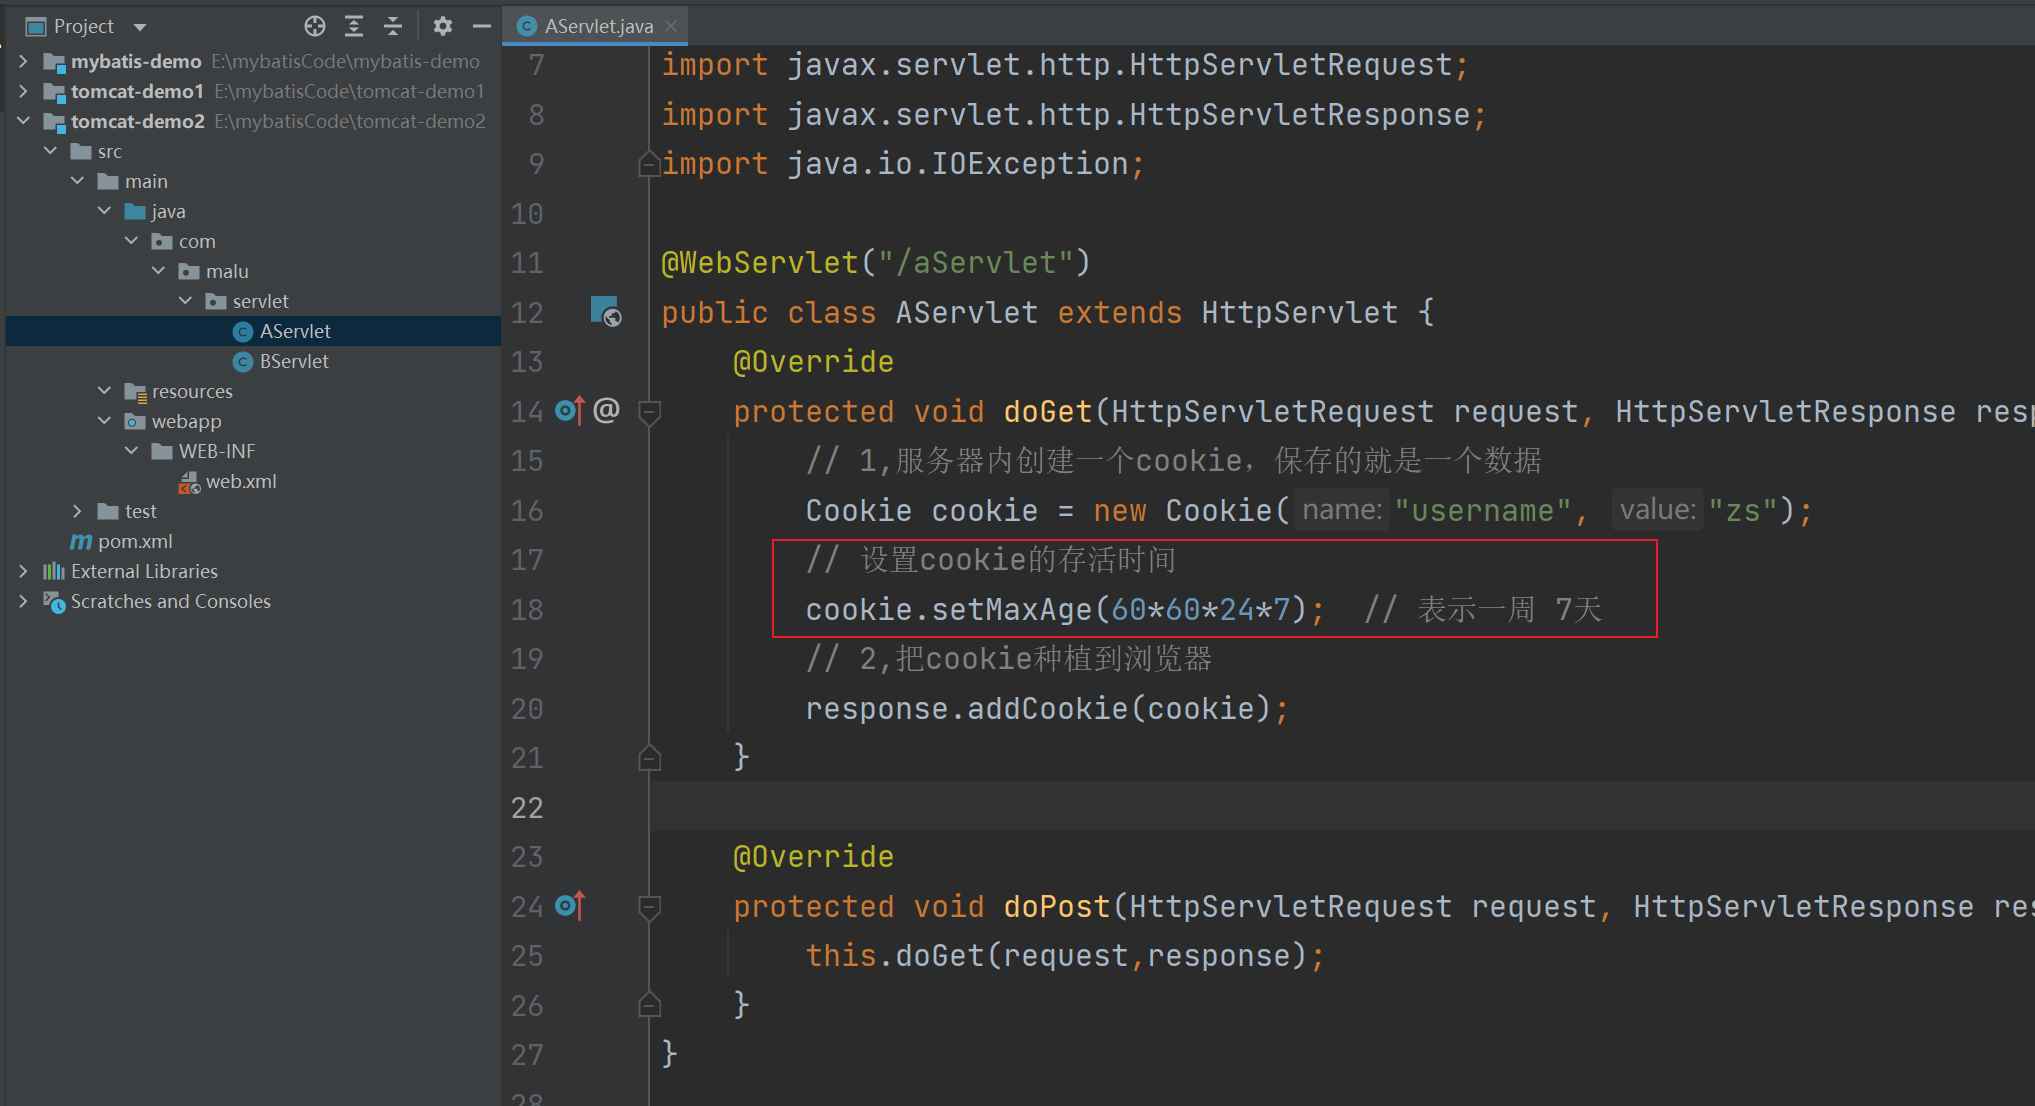 Project
mybatis-demo E:\mybatisCode\mybatis-demo
tomcat-demo1 E:\mybatisCode\tomcat-demo1
tomcat-demo2 E:\mybatisCode\tomcat-demo2
src
main
java
com
malu
servlet
AServlet
BServlet
resources
webapp
WEB-INF
web.xml
test
pom.xml
External Libraries
Scratches and Consoles
AServlet.java
7 import javax.servlet.http.HttpServletRequest;
8 import javax.servlet.http.HttpServletResponse;
9 import java.io.IOException;
10
11 @WebServlet("/aServlet")
12 public class AServlet extends HttpServlet {
13 @Override
14 protected void doGet(HttpServletRequest request, HttpServletResponse resp
15 // 1,服务器内创建一个cookie，保存的就是一个数据
16 Cookie cookie = new Cookie( name: "username", value: "zs");
17 // 设置cookie的存活时间
18 cookie.setMaxAge(60*60*24*7); // 表示一周 7天
19 // 2,把cookie种植到浏览器
20 response.addCookie(cookie);
21 }
22
23 @Override
24 protected void doPost(HttpServletRequest request, HttpServletResponse res
25 this.doGet(request,response);
26 }
27 }
28